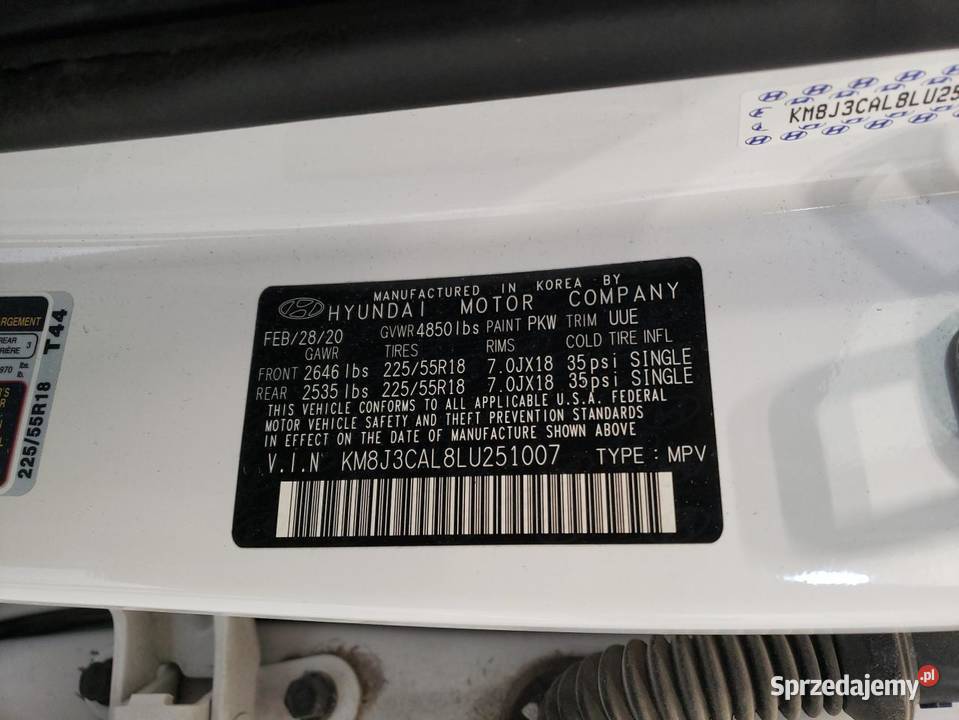 KM8J3CAL8LU25
MANUFACTURED IN KOREA BY
HYUNDAI MOTOR COMPANY
FEB/28/20 GVWR 4850 lbs PAINT PKW TRIM UUE
GAWR TIRES RIMS COLD TIRE INFL
FRONT 2646 lbs 225/55R18 7.0JX18 35psi SINGLE
REAR 2535 lbs 225/55R18 7.0JX18 35psi SINGLE
THIS VEHICLE CONFORMS TO ALL APPLICABLE U.S.A. FEDERAL
MOTOR VEHICLE SAFETY AND THEFT PREVENTION STANDARDS
IN EFFECT ON THE DATE OF MANUFACTURE SHOWN ABOVE
V.I.N KM8J3CAL8LU251007 TYPE : MPV
225/55R18 T44
Sprzedajemy.pl